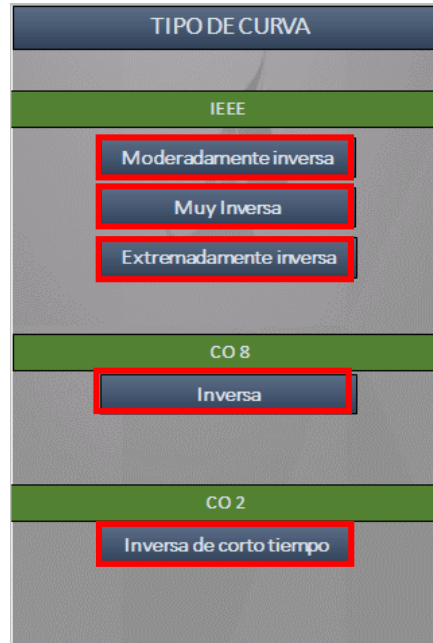 TIPO DE CURVA
IEEE
Moderadamente inversa
Muy Inversa
Extremadamente inversa
CO 8
Inversa
CO 2
Inversa de corto tiempo